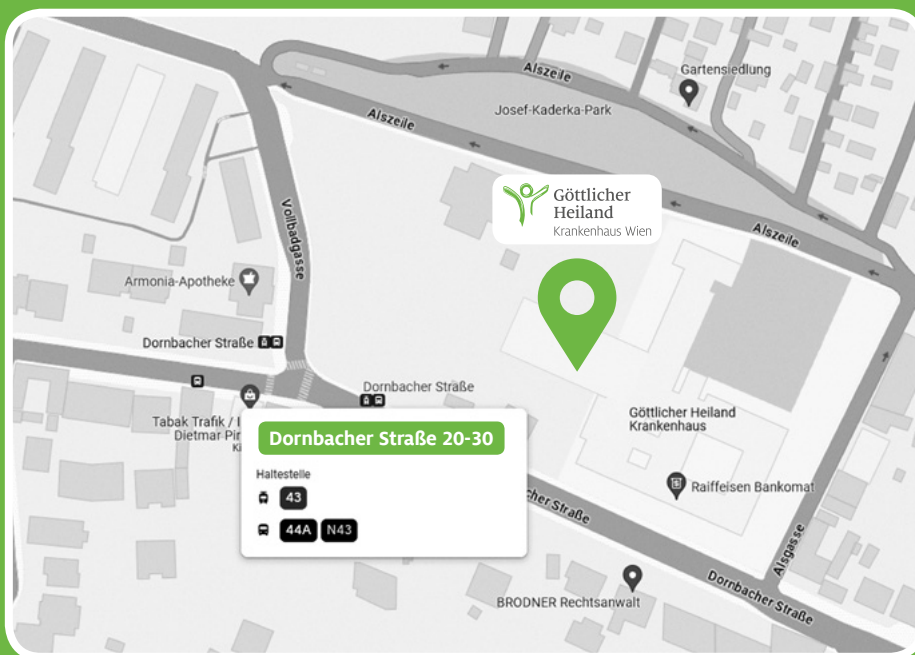 Alszeile
Gartensiedlung
Josef-Kaderka-Park
Alszeile
Göttlicher
Heiland
Krankenhaus Wien
Alszeile
Vollbadgasse
Armonia-Apotheke
Dornbacher Straße
Dornbacher Straße
Tabak Trafik /
Dietmar
Göttlicher Heiland
Krankenhaus
Dornbacher Straße 20-30
Haltestelle
43
44A N43
Raiffeisen Bankomat
cher Straße
Alsgasse
Dornbacher Straße
BRODNER Rechtsanwalt